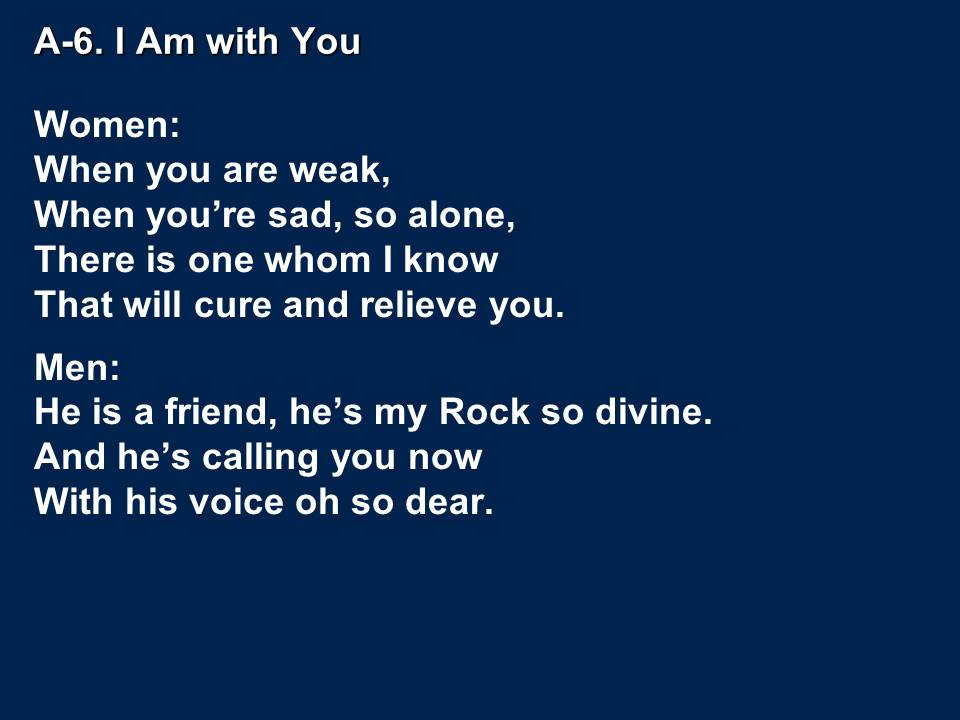 A-6. I Am with You
Women:
When you are weak,
When you’re sad, so alone,
There is one whom I know
That will cure and relieve you.
Men:
He is a friend, he’s my Rock so divine.
And he’s calling you now
With his voice oh so dear.